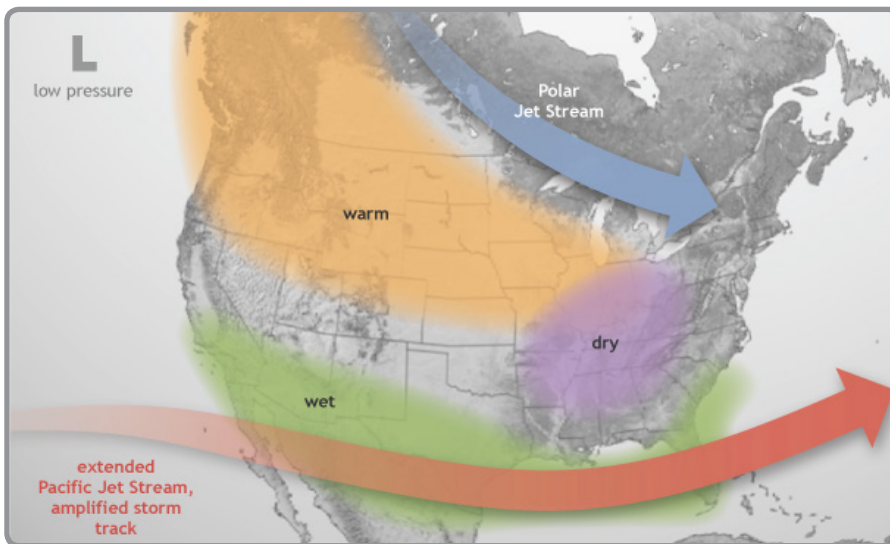 L
low pressure
Polar
Jet Stream
warm
dry
wet
extended
Pacific Jet Stream,
amplified storm
track